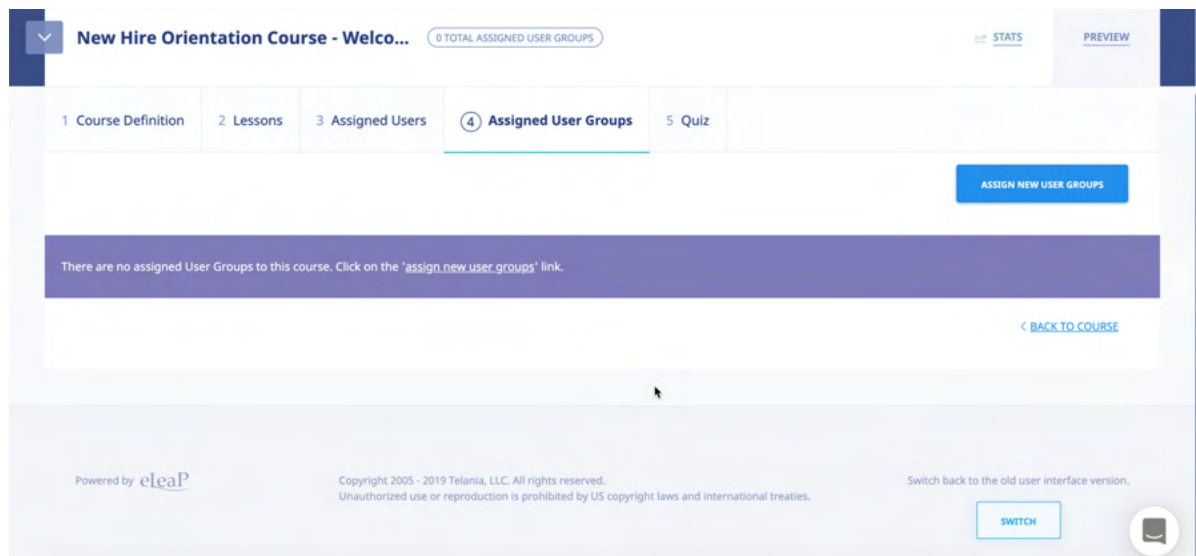 New Hire Orientation Course - Welco...
0 TOTAL ASSIGNED USER GROUPS
STATS
PREVIEW
1 Course Definition
2 Lessons
3 Assigned Users
4 Assigned User Groups
5 Quiz
ASSIGN NEW USER GROUPS
There are no assigned User Groups to this course. Click on the 'assign new user groups' link.
< BACK TO COURSE
Powered by eLeaP
Copyright 2005 - 2019 Telania, LLC. All rights reserved.
Unauthorized use or reproduction is prohibited by US copyright laws and international treaties.
Switch back to the old user interface version.
SWITCH